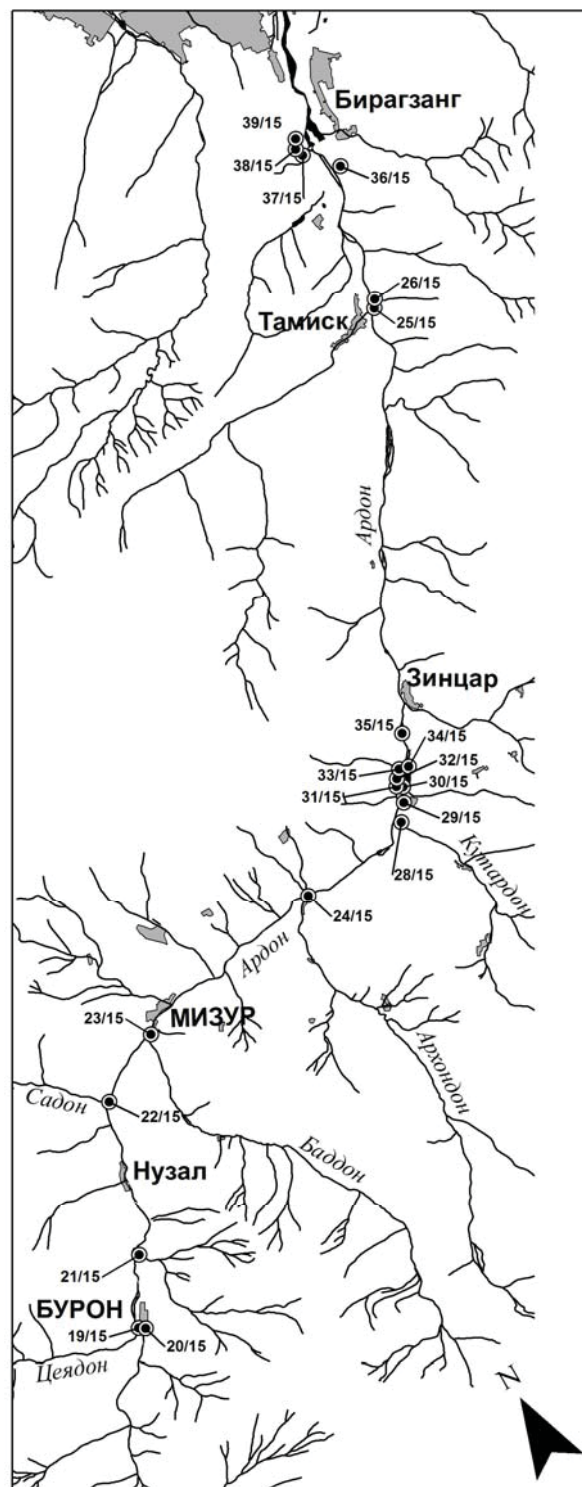 Бирагзанг
39/15
38/15
36/15
37/15
26/15
Тамиск
25/15
Ардон
Зинцар
35/15
34/15
33/15
32/15
31/15
30/15
29/15
28/15
Кутардон
24/15
Ардон
МИЗУР
23/15
Архондон
Садон
22/15
Баддон
Нузал
21/15
БУРОН
19/15
20/15
Цеядон
N